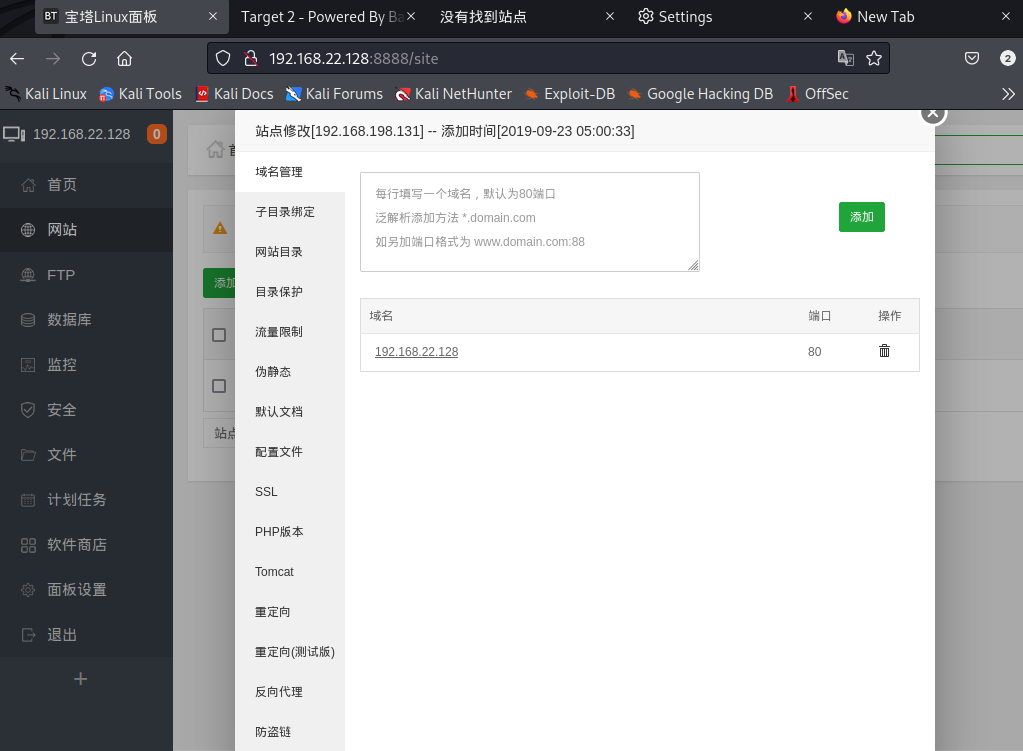 BT 宝塔Linux面板
Target 2 - Powered By Ba
没有找到站点
Settings
New Tab
192.168.22.128:8888/site
2
Kali Linux
Kali Tools
Kali Docs
Kali Forums
Kali NetHunter
Exploit-DB
Google Hacking DB
OffSec
192.168.22.128
0
首页
网站
FTP
数据库
监控
安全
文件
计划任务
软件商店
面板设置
退出
添加
站点
站点修改[192.168.198.131] -- 添加时间[2019-09-23 05:00:33]
域名管理
子目录绑定
网站目录
目录保护
流量限制
伪静态
默认文档
配置文件
SSL
PHP版本
Tomcat
重定向
重定向(测试版)
反向代理
防盗链
每行填写一个域名，默认为80端口
泛解析添加方法 *.domain.com
如另加端口格式为 www.domain.com:88
添加
域名 端口 操作
192.168.22.128 80